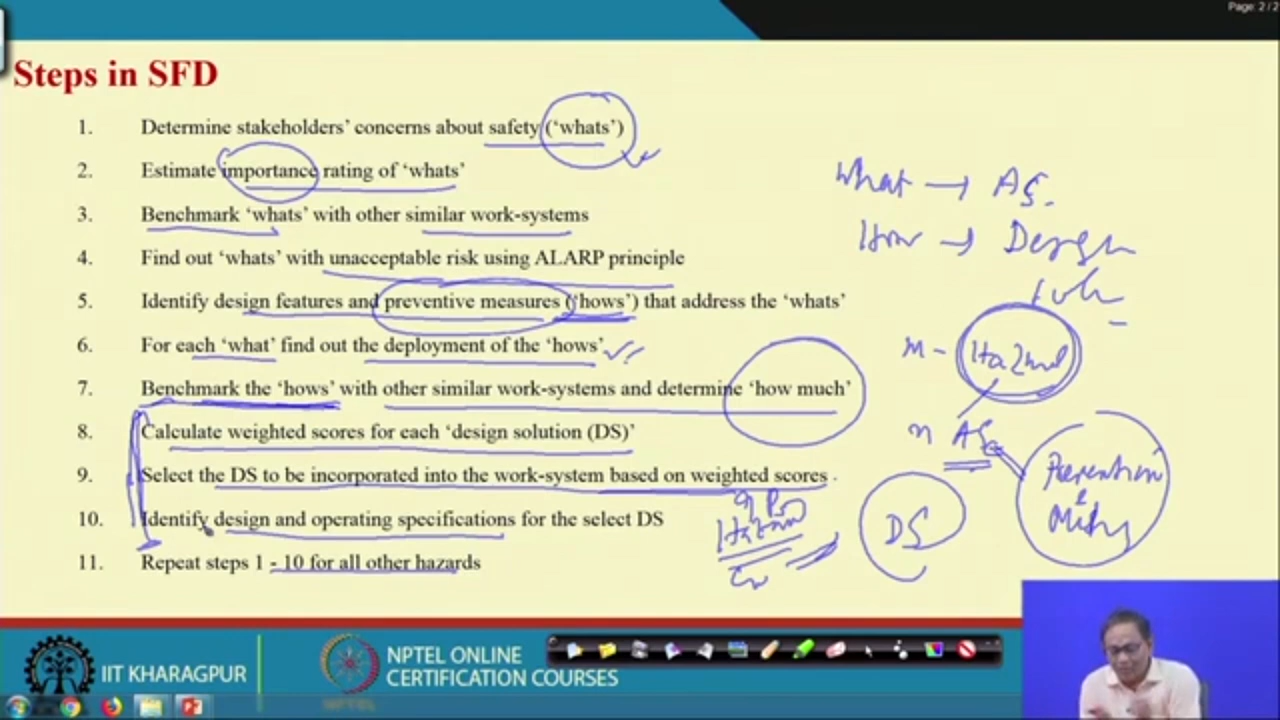 Page: 2 / 2
Steps in SFD
1. Determine stakeholders' concerns about safety ('whats')
2. Estimate importance rating of 'whats'
3. Benchmark 'whats' with other similar work-systems
4. Find out 'whats' with unacceptable risk using ALARP principle
5. Identify design features and preventive measures ('hows') that address the 'whats'
6. For each 'what' find out the deployment of the 'hows'
7. Benchmark the 'hows' with other similar work-systems and determine 'how much'
8. Calculate weighted scores for each 'design solution (DS)'
9. Select the DS to be incorporated into the work-system based on weighted scores
10. Identify design and operating specifications for the select DS
11. Repeat steps 1 - 10 for all other hazards
What → AS.
How → Design
m - Hazard
n AS
Prevention
DS
IIT KHARAGPUR
NPTEL ONLINE
CERTIFICATION COURSES
NPTEL